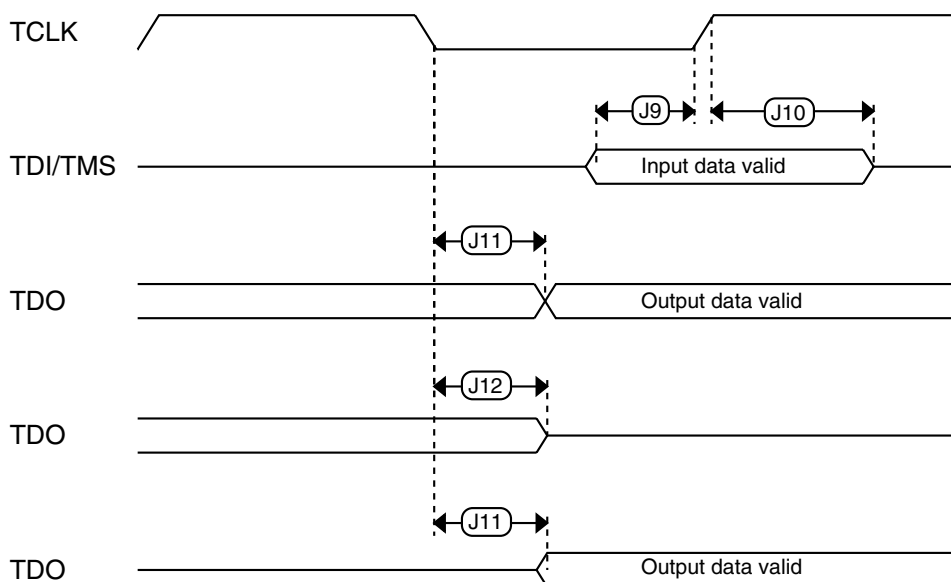 TCLK
J9
J10
TDI/TMS
Input data valid
J11
TDO
Output data valid
J12
TDO
J11
TDO
Output data valid